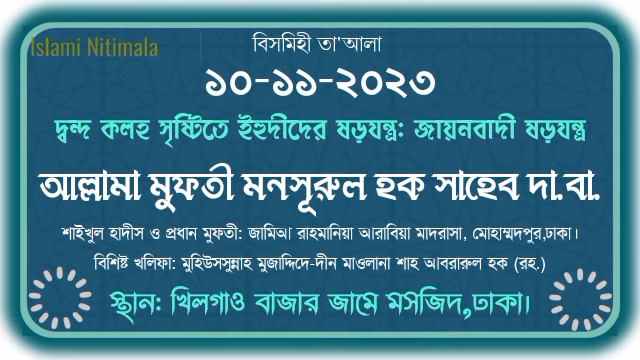 Islami Nitimala
বিসমিহী তা'আলা
১০-১১-২০২৩
দ্বন্দ কলহ সৃষ্টিতে ইহুদীদের ষড়যন্ত্র: জায়নবাদী ষড়যন্ত্র
আল্লামা মুফতী মনসূরুল হক সাহেব দা.বা.
শাইখুল হাদীস ও প্রধান মুফতী: জামিআ রাহমানিয়া আরাবিয়া মাদরাসা, মোহাম্মদপুর,ঢাকা।
বিশিষ্ট খলিফা: মুহিউসসুন্নাহ মুজাদ্দিদে-দীন মাওলানা শাহ আবরারুল হক (রহ.)
স্থান: খিলগাও বাজার জামে মসজিদ,ঢাকা।